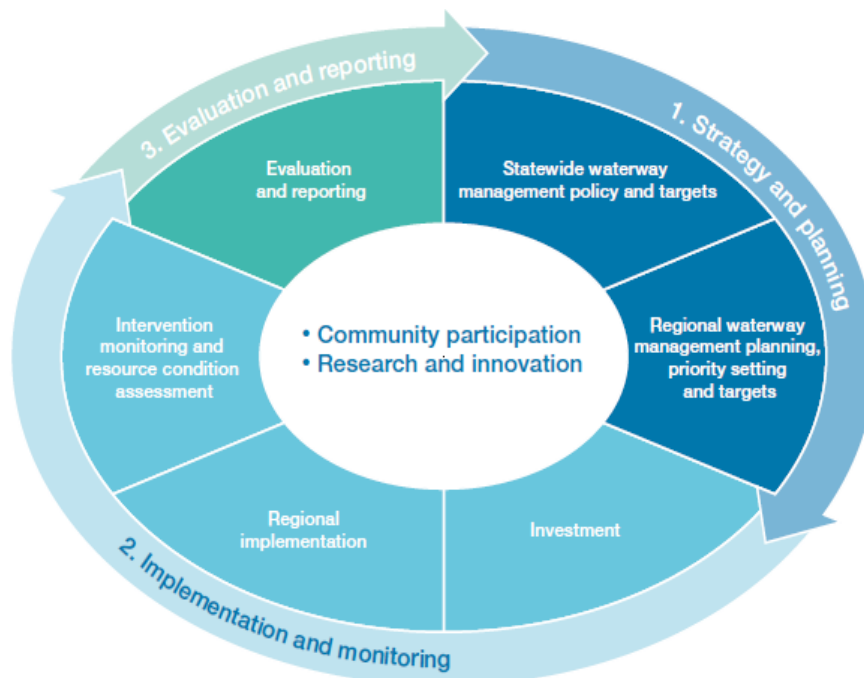 3. Evaluation and reporting
1. Strategy and planning
Evaluation
and reporting
Statewide waterway
management policy and targets
Intervention
monitoring and
resource condition
assessment
• Community participation
• Research and innovation
Regional waterway
management planning,
priority setting
and targets
Regional
implementation
Investment
2. Implementation and monitoring